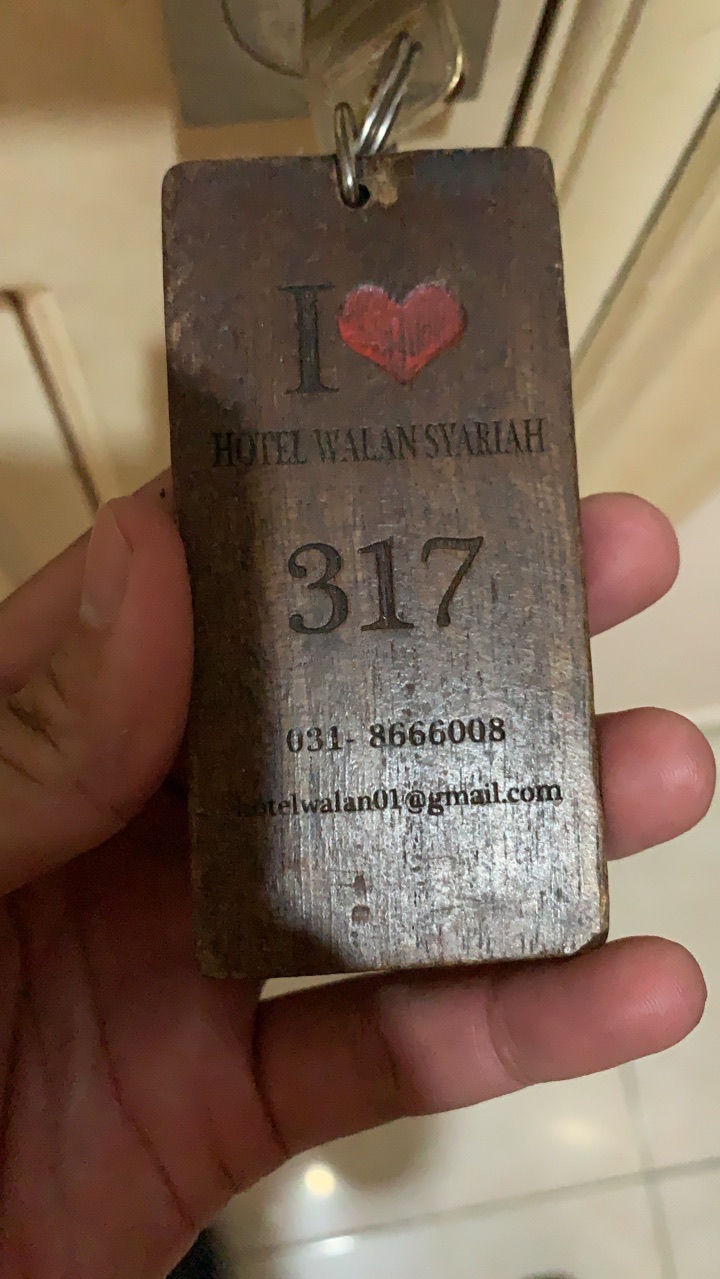 I ❤
HOTEL WALAN SYARIAH
317
031- 8666008
hotelwalan01@gmail.com